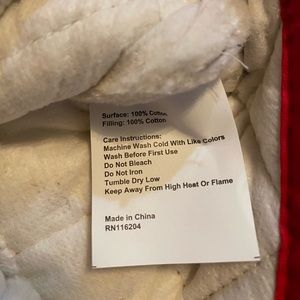 Surface: 100% Cotton
Filling: 100% Cotton
Care Instructions:
Machine Wash Cold With Like Colors
Wash Before First Use
Do Not Bleach
Do Not Iron
Tumble Dry Low
Keep Away From High Heat Or Flame
Made in China
RN116204